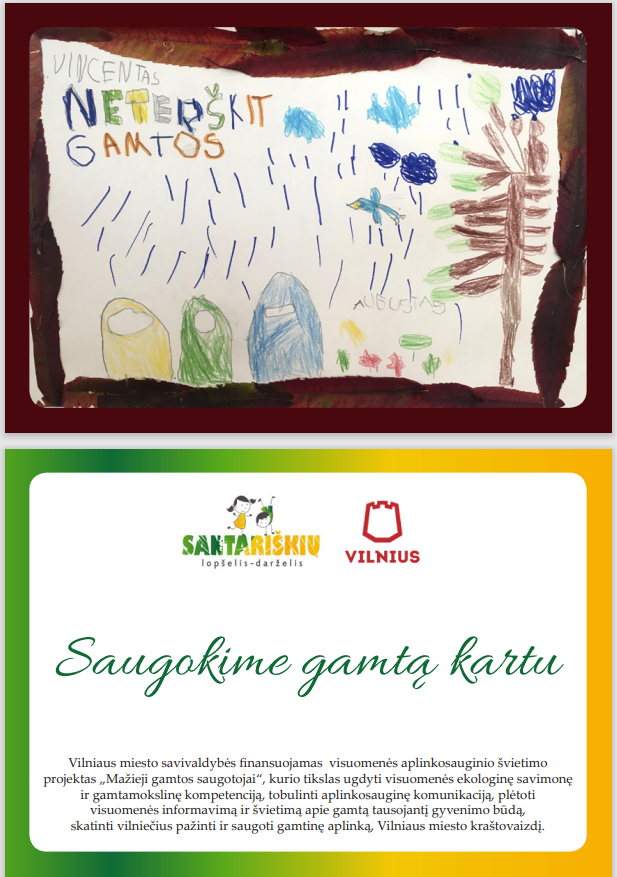 VINCENTAS
NETERŠKIT
GAMTOS
AUGUSTAS
SANTARIŠKIŲ
lopšelis-darželis
VILNIUS
Saugokime gamtą kartu
Vilniaus miesto savivaldybės finansuojamas visuomenės aplinkosauginio švietimo
projektas „Mažieji gamtos saugotojai“, kurio tikslas ugdyti visuomenės ekologinę savimonę
ir gamtamokslinę kompetenciją, tobulinti aplinkosauginę komunikaciją, plėtoti
visuomenės informavimą ir švietimą apie gamtą tausojantį gyvenimo būdą,
skatinti vilniečius pažinti ir saugoti gamtinę aplinką, Vilniaus miesto kraštovaizdį.